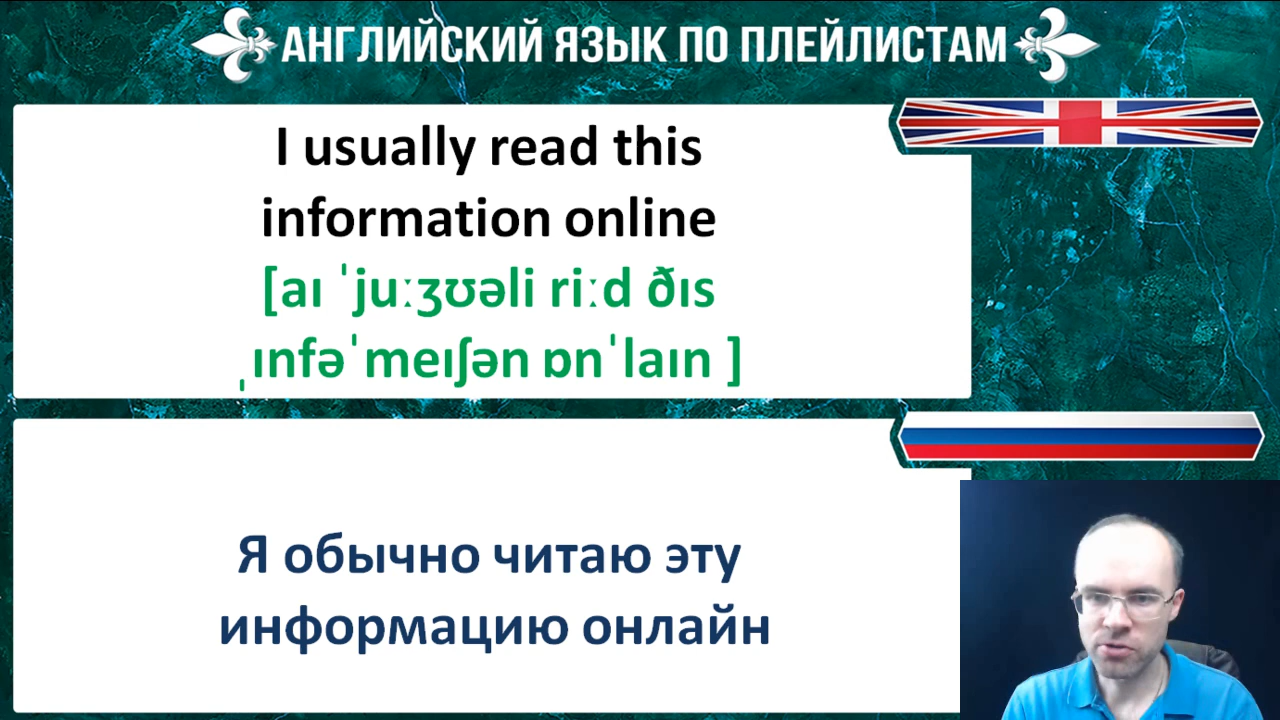 АНГЛИЙСКИЙ ЯЗЫК ПО ПЛЕЙЛИСТАМ
I usually read this
information online
[aɪ ˈjuːʒʊəli riːd ðɪs
ˌɪnfəˈmeɪʃən ɒnˈlaɪn ]
Я обычно читаю эту
информацию онлайн